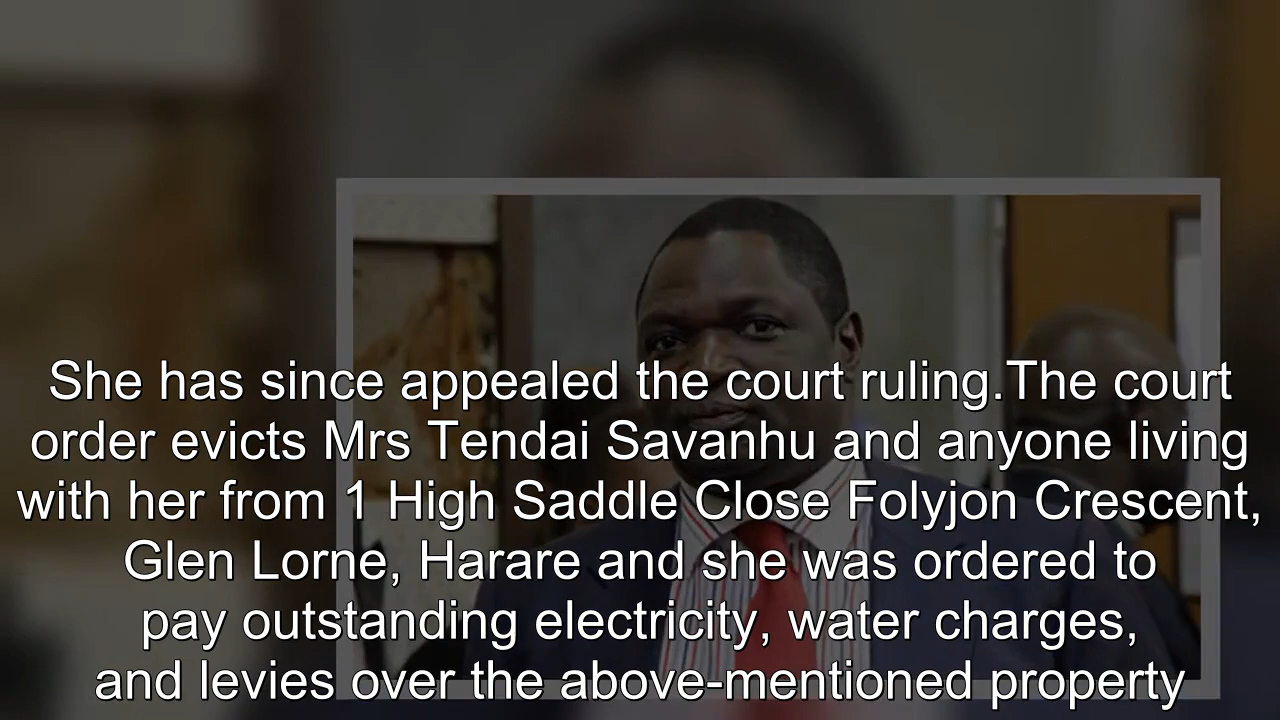 She has since appealed the court ruling.The court
order evicts Mrs Tendai Savanhu and anyone living
with her from 1 High Saddle Close Folyjon Crescent,
Glen Lorne, Harare and she was ordered to
pay outstanding electricity, water charges,
and levies over the above-mentioned property